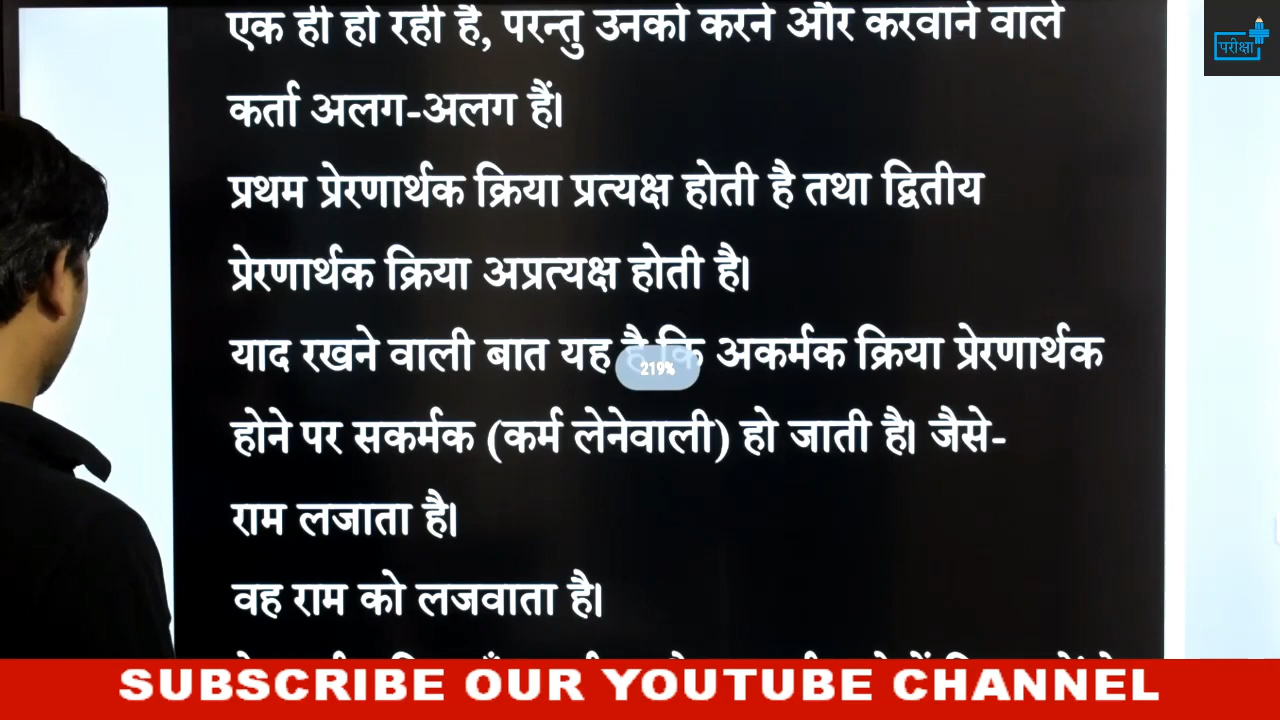 एक ही हो रही है, परन्तु उनको करने और करवाने वाले
परीक्षा
कर्ता अलग-अलग हैं।
प्रथम प्रेरणार्थक क्रिया प्रत्यक्ष होती है तथा द्वितीय
प्रेरणार्थक क्रिया अप्रत्यक्ष होती है।
याद रखने वाली बात यह है कि अकर्मक क्रिया प्रेरणार्थक
219%
होने पर सकर्मक (कर्म लेनेवाली) हो जाती है। जैसे-
राम लजाता है।
वह राम को लजवाता है।
SUBSCRIBE OUR YOUTUBE CHANNEL